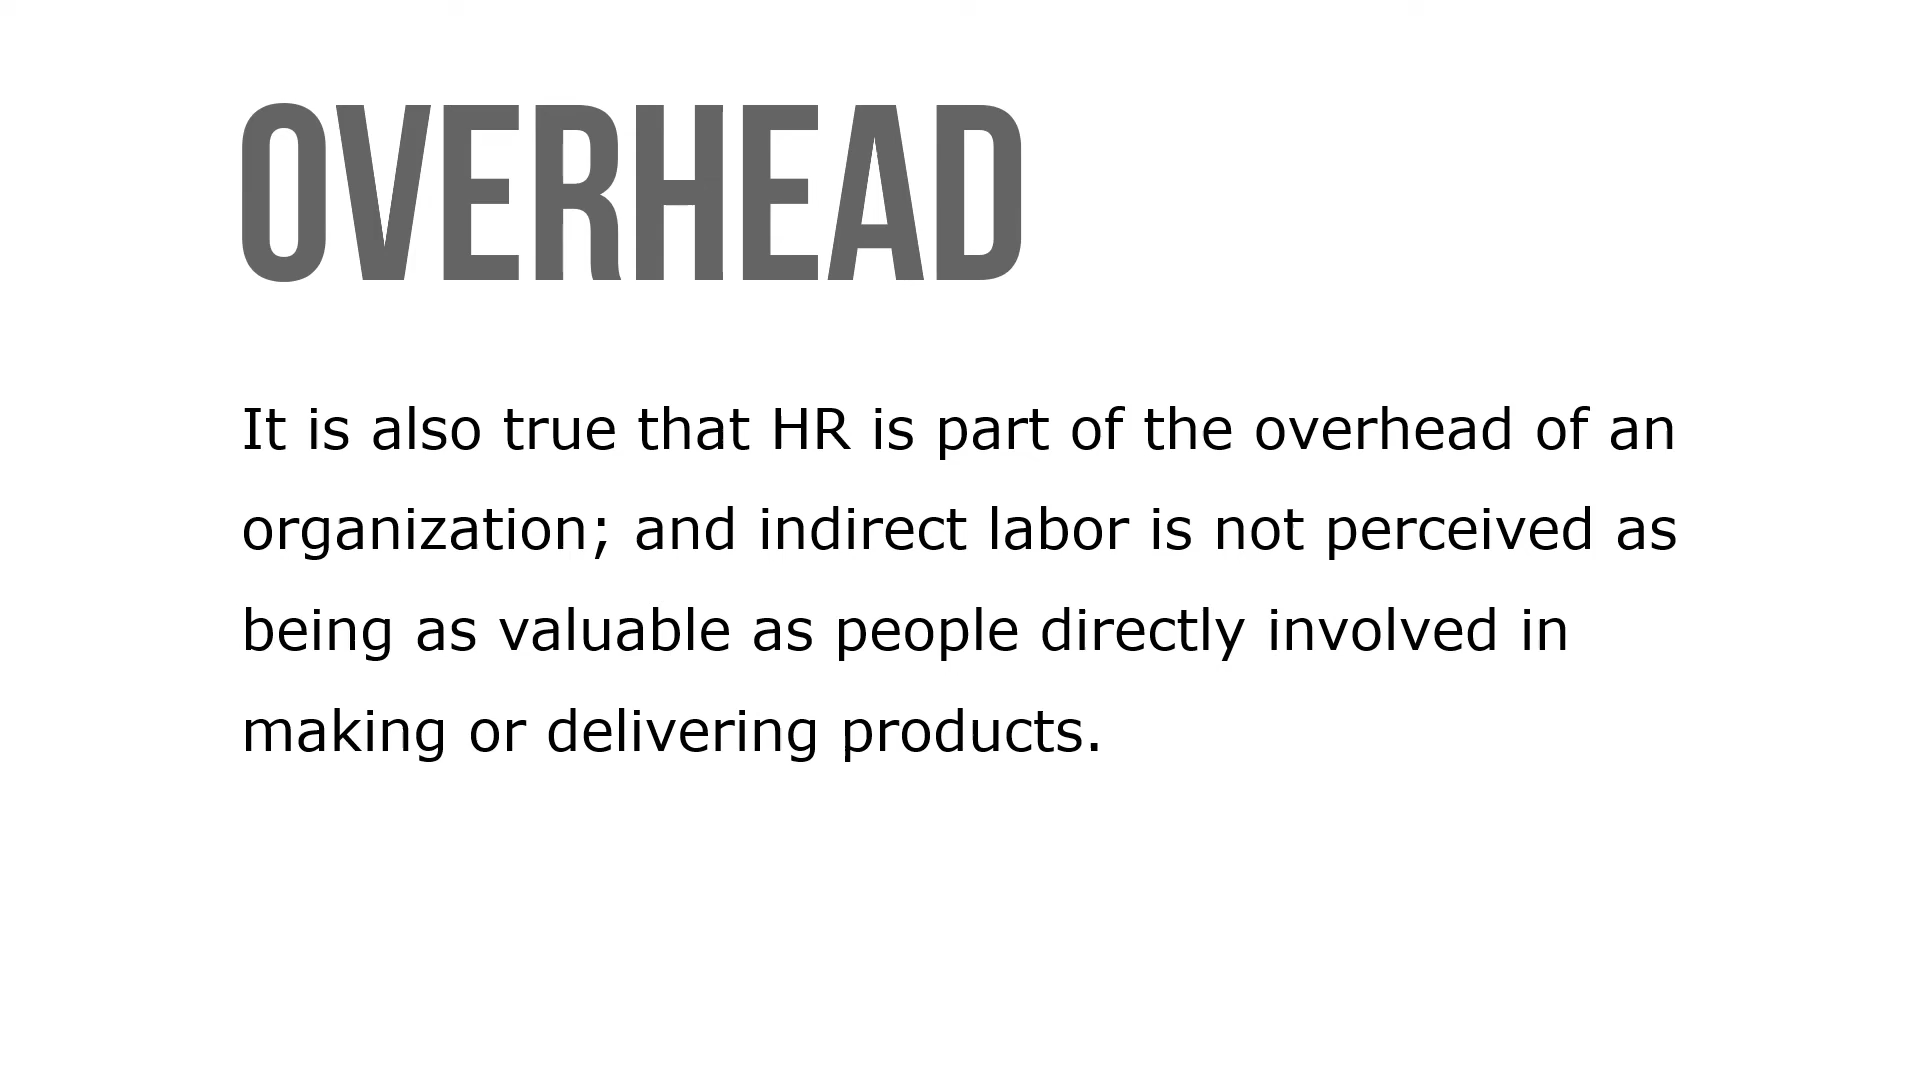 OVERHEAD
It is also true that HR is part of the overhead of an
organization; and indirect labor is not perceived as
being as valuable as people directly involved in
making or delivering products.